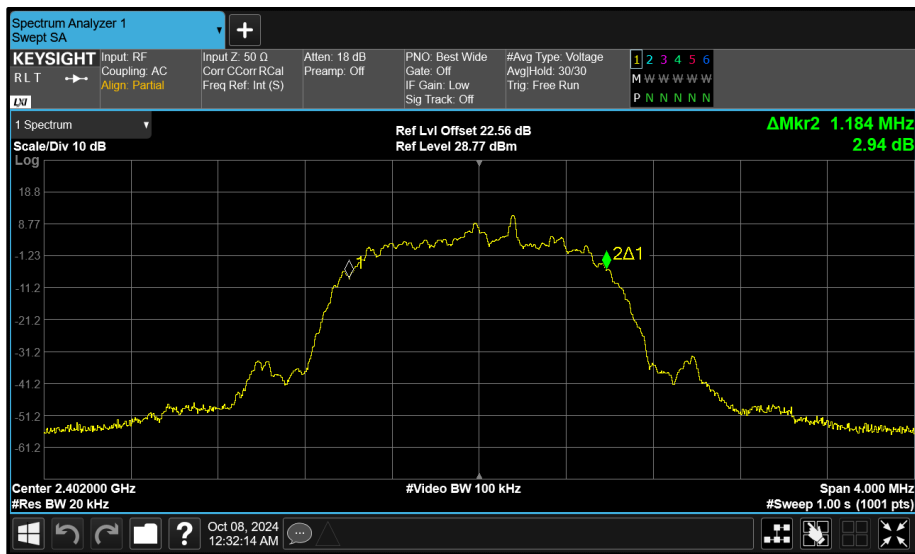 Spectrum Analyzer 1
Swept SA
+
KEYSIGHT
R L T
LXI
Input: RF
Coupling: AC
Align: Partial
Input Z: 50 Ω
Corr CCorr RCal
Freq Ref: Int (S)
Atten: 18 dB
Preamp: Off
PNO: Best Wide
Gate: Off
IF Gain: Low
Sig Track: Off
#Avg Type: Voltage
Avg|Hold: 30/30
Trig: Free Run
1 2 3 4 5 6
M W W W W W
P N N N N N
1 Spectrum
Scale/Div 10 dB
Log
Ref Lvl Offset 22.56 dB
Ref Level 28.77 dBm
ΔMkr2 1.184 MHz
2.94 dB
18.8
8.77
-1.23
-11.2
-21.2
-31.2
-41.2
-51.2
-61.2
1
2Δ1
Center 2.402000 GHz
#Res BW 20 kHz
#Video BW 100 kHz
Span 4.000 MHz
#Sweep 1.00 s (1001 pts)
?
Oct 08, 2024
12:32:14 AM